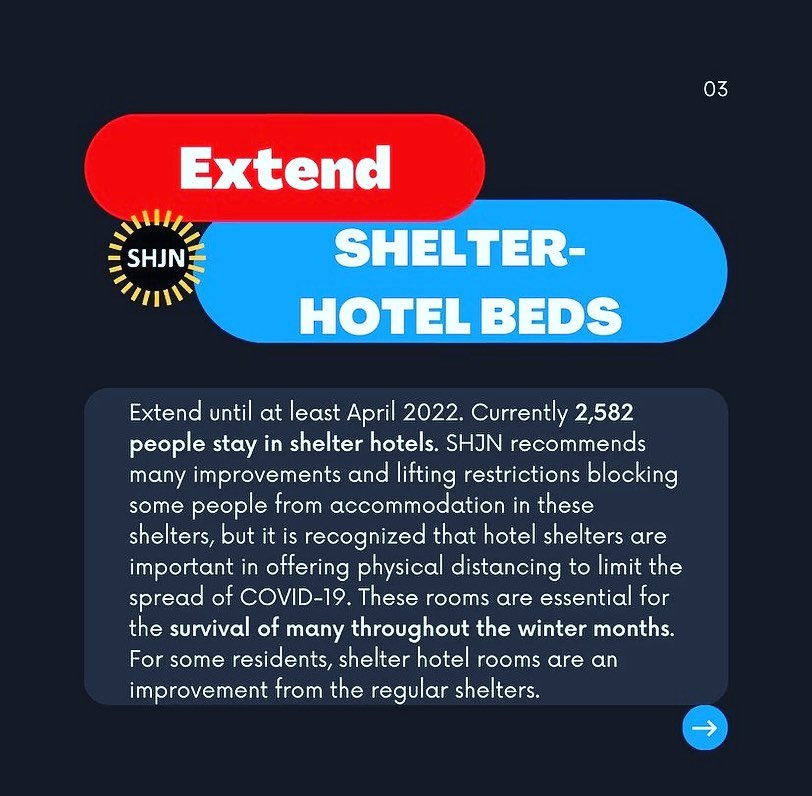 03
Extend
SHJN
SHELTER-
HOTEL BEDS
Extend until at least April 2022. Currently 2,582
people stay in shelter hotels. SHJN recommends
many improvements and lifting restrictions blocking
some people from accommodation in these
shelters, but it is recognized that hotel shelters are
important in offering physical distancing to limit the
spread of COVID-19. These rooms are essential for
the survival of many throughout the winter months.
For some residents, shelter hotel rooms are an
improvement from the regular shelters.